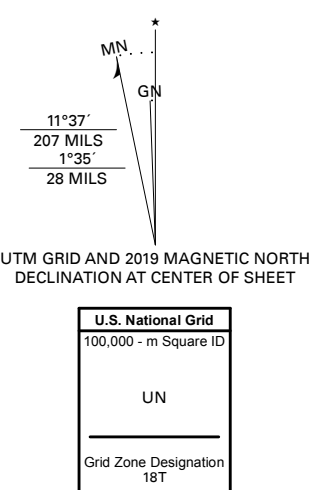 MN
GN
11°37´
207 MILS
1°35´
28 MILS
UTM GRID AND 2019 MAGNETIC NORTH
DECLINATION AT CENTER OF SHEET
U.S. National Grid
100,000 - m Square ID
UN
Grid Zone Designation
18T